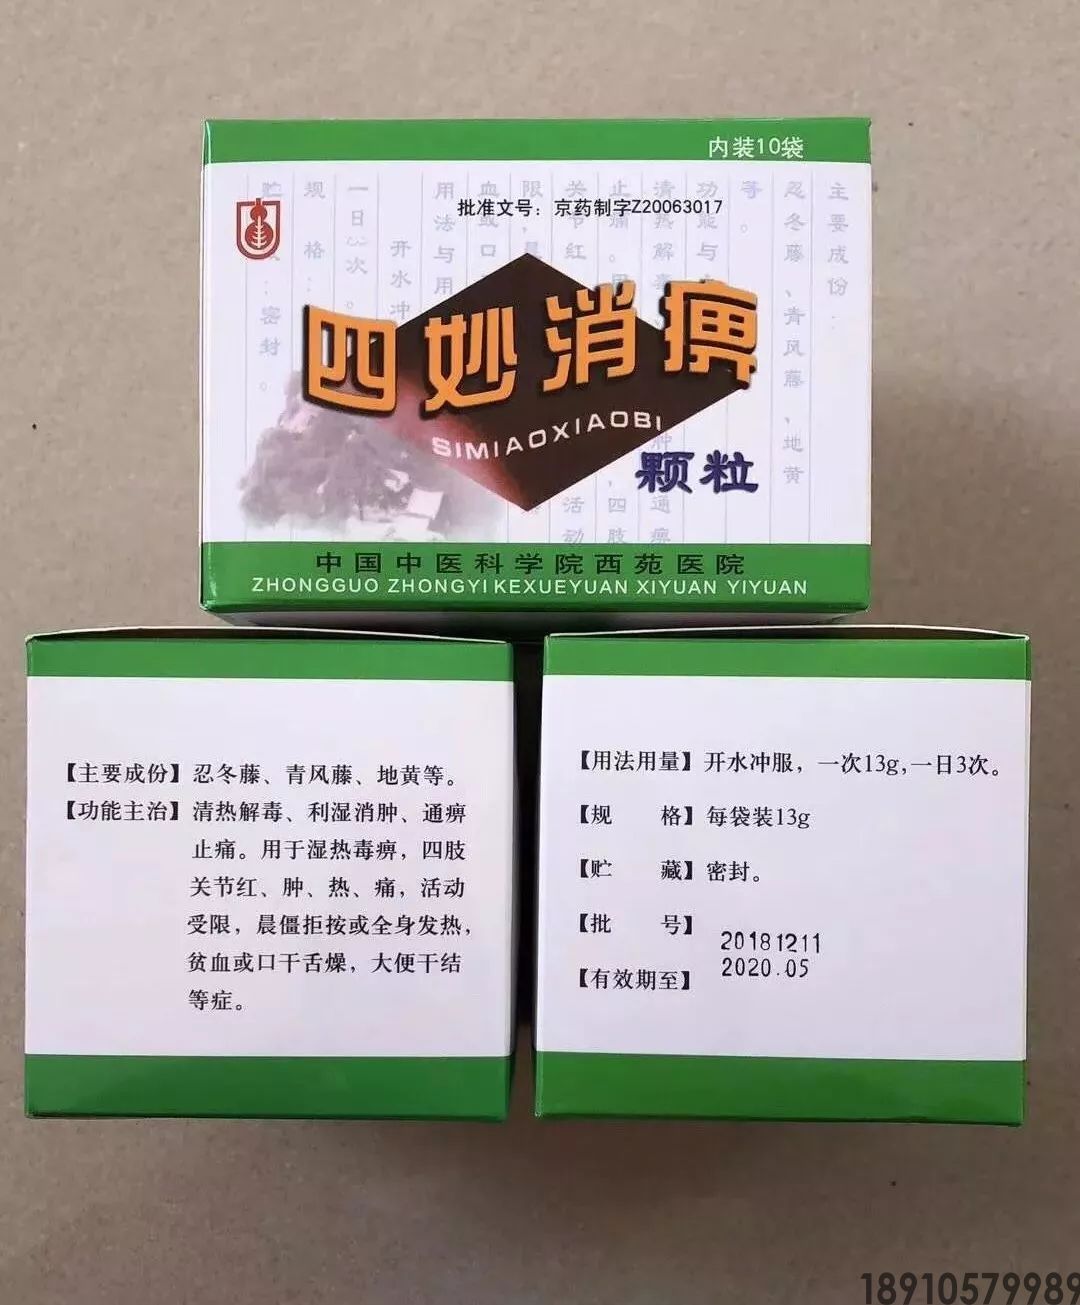 内装10袋
批准文号：京药制字Z20063017
四妙消痹
SIMIAOXIAOBI
颗粒
中国中医科学院西苑医院
ZHONGGUO ZHONGYIKEXUEYUAN XIYUAN YIYUAN
【主要成份】忍冬藤、青风藤、地黄等。
【功能主治】清热解毒、利湿消肿、通痹
止痛。用于湿热毒痹，四肢
关节红、肿、热、痛，活动
受限，晨僵拒按或全身发热，
贫血或口干舌燥，大便干结
等症。
【用法用量】开水冲服，一次13g,一日3次。
【规 格】每袋装13g
【贮 藏】密封。
【批 号】20181211
【有效期至】2020.05
18910579989